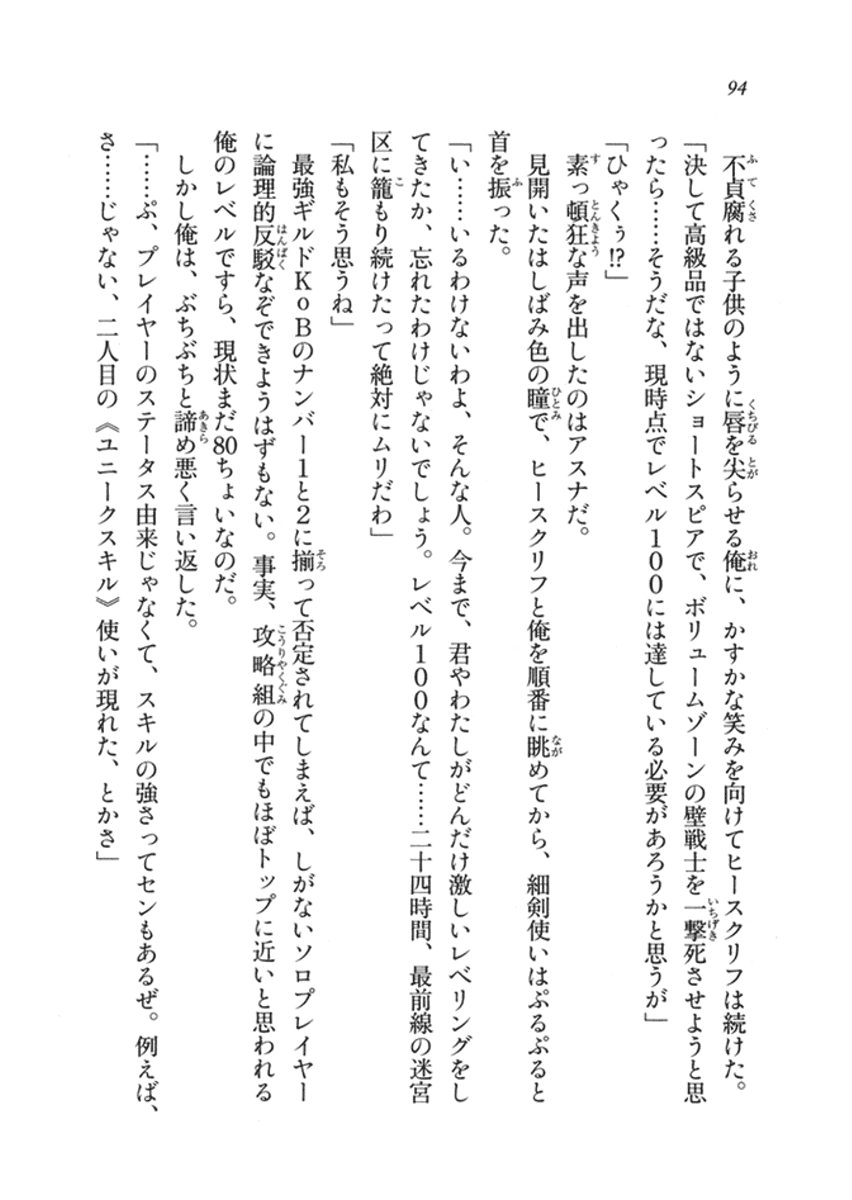 94
　不貞腐れる子供のように唇を尖らせる俺に、かすかな笑みを向けてヒースクリフは続けた。
「決して高級品ではないショートスピアで、ボリュームゾーンの壁戦士を一撃死させようと思
ったら……そうだな、現時点でレベル１００には達している必要があろうかと思うが」
「ひゃくぅ!?」
　素っ頓狂な声を出したのはアスナだ。
　見開いたはしばみ色の瞳で、ヒースクリフと俺を順番に眺めてから、細剣使いはぷるぷると
首を振った。
「い……いるわけないわよ、そんな人。今まで、君やわたしがどんだけ激しいレベリングをし
てきたか、忘れたわけじゃないでしょう。レベル１００なんて……二十四時間、最前線の迷宮
区に籠もり続けたって絶対にムリだわ」
「私もそう思うね」
　最強ギルドＫｏＢのナンバー１と２に揃って否定されてしまえば、しがないソロプレイヤー
に論理的反駁なぞできようはずもない。事実、攻略組の中でもほぼトップに近いと思われる
俺のレベルですら、現状まだ80ちょいなのだ。
　しかし俺は、ぶちぶちと諦め悪く言い返した。
「……ぷ、プレイヤーのステータス由来じゃなくて、スキルの強さってセンもあるぜ。例えば、
さ……じゃない、二人目の《ユニークスキル》使いが現れた、とかさ」